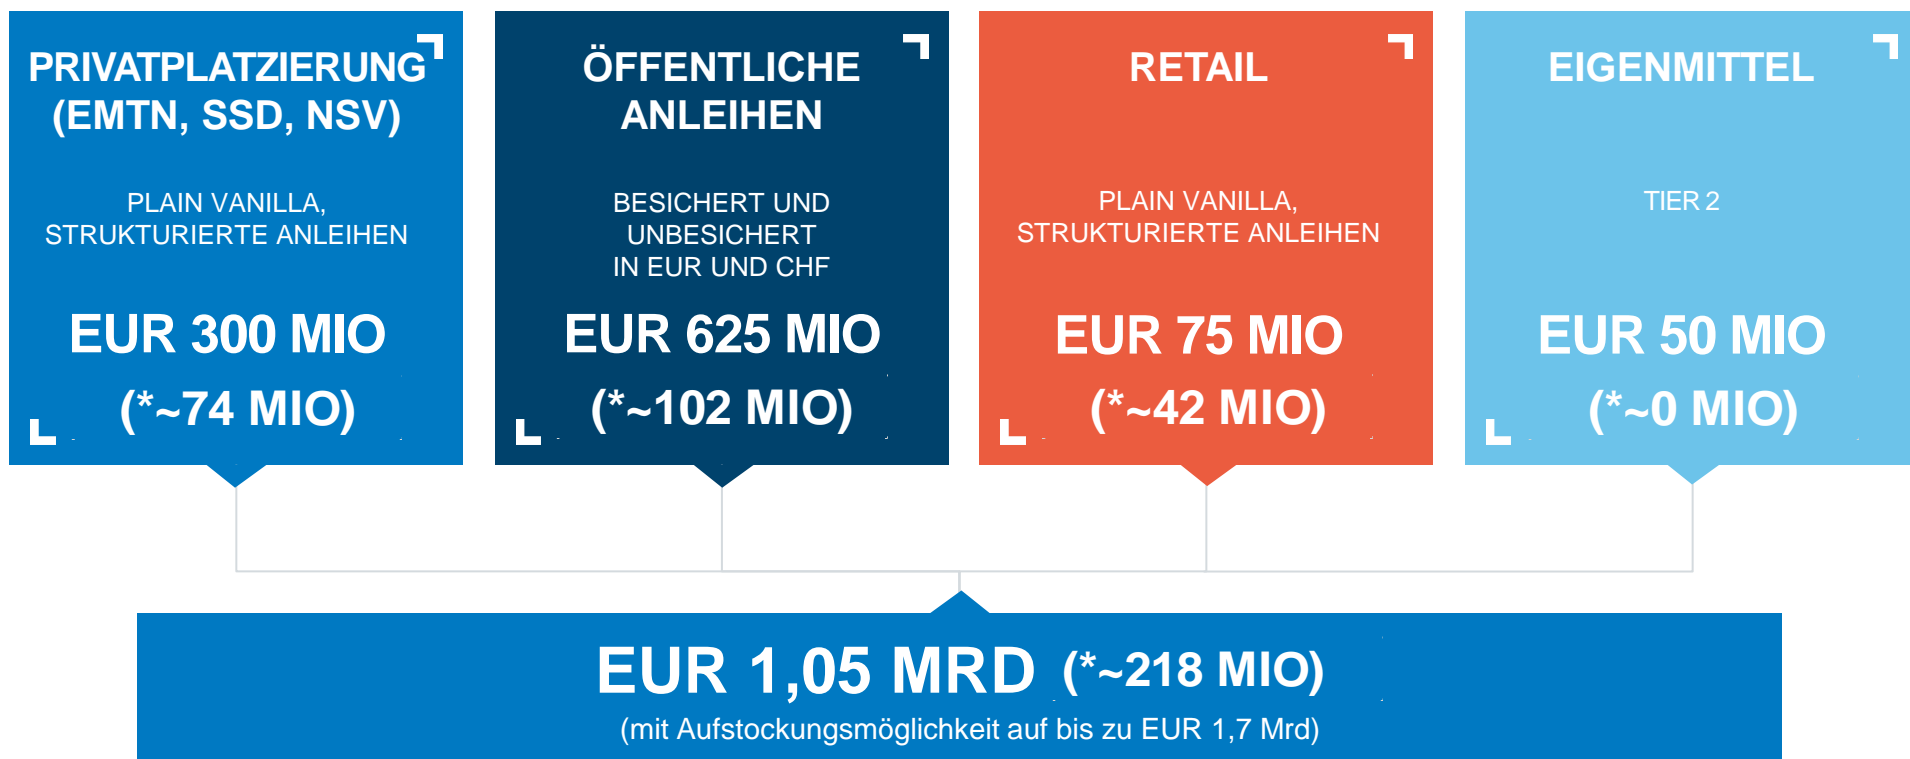 PRIVATPLATZIERUNG
(EMTN, SSD, NSV)
PLAIN VANILLA,
STRUKTURIERTE ANLEIHEN
EUR 300 MIO
(*~74 MIO)
ÖFFENTLICHE
ANLEIHEN
BESICHERT UND
UNBESICHERT
IN EUR UND CHF
EUR 625 MIO
(*~102 MIO)
RETAIL
PLAIN VANILLA,
STRUKTURIERTE ANLEIHEN
EUR 75 MIO
(*~42 MIO)
EIGENMITTEL
TIER 2
EUR 50 MIO
(*~0 MIO)
EUR 1,05 MRD (*~218 MIO)
(mit Aufstockungsmöglichkeit auf bis zu EUR 1,7 Mrd)